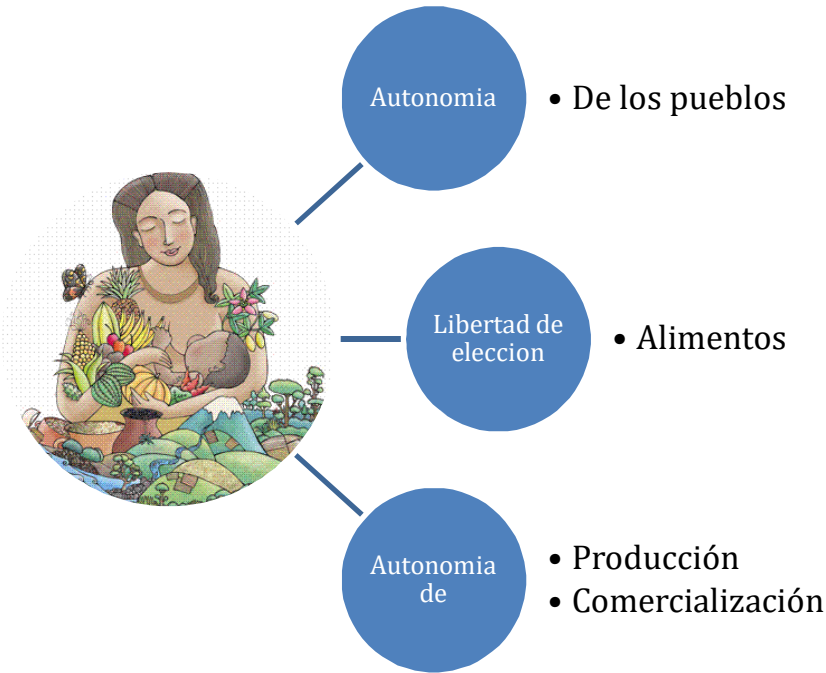 Autonomia
• De los pueblos
Libertad de
eleccion
• Alimentos
Autonomia
de
• Producción
• Comercialización